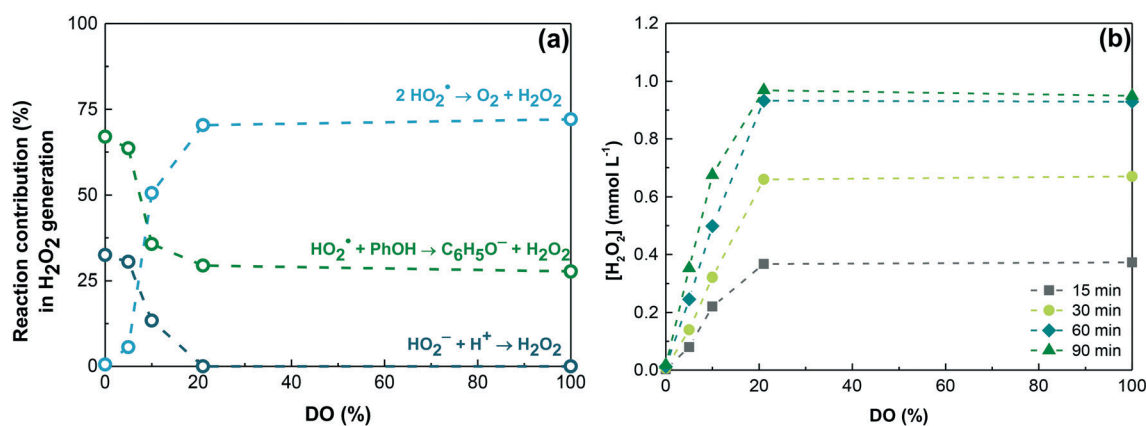 (a)
Reaction contribution (%)
in H₂O₂ generation
100
75
50
25
0
2 HO₂• → O₂ + H₂O₂
HO₂• + PhOH → C₆H₅O⁻ + H₂O₂
HO₂⁻ + H⁺ → H₂O₂
0 20 40 60 80 100
DO (%)
(b)
[H₂O₂] (mmol L⁻¹)
1.2
1.0
0.8
0.6
0.4
0.2
0.0
15 min
30 min
60 min
90 min
0 20 40 60 80 100
DO (%)